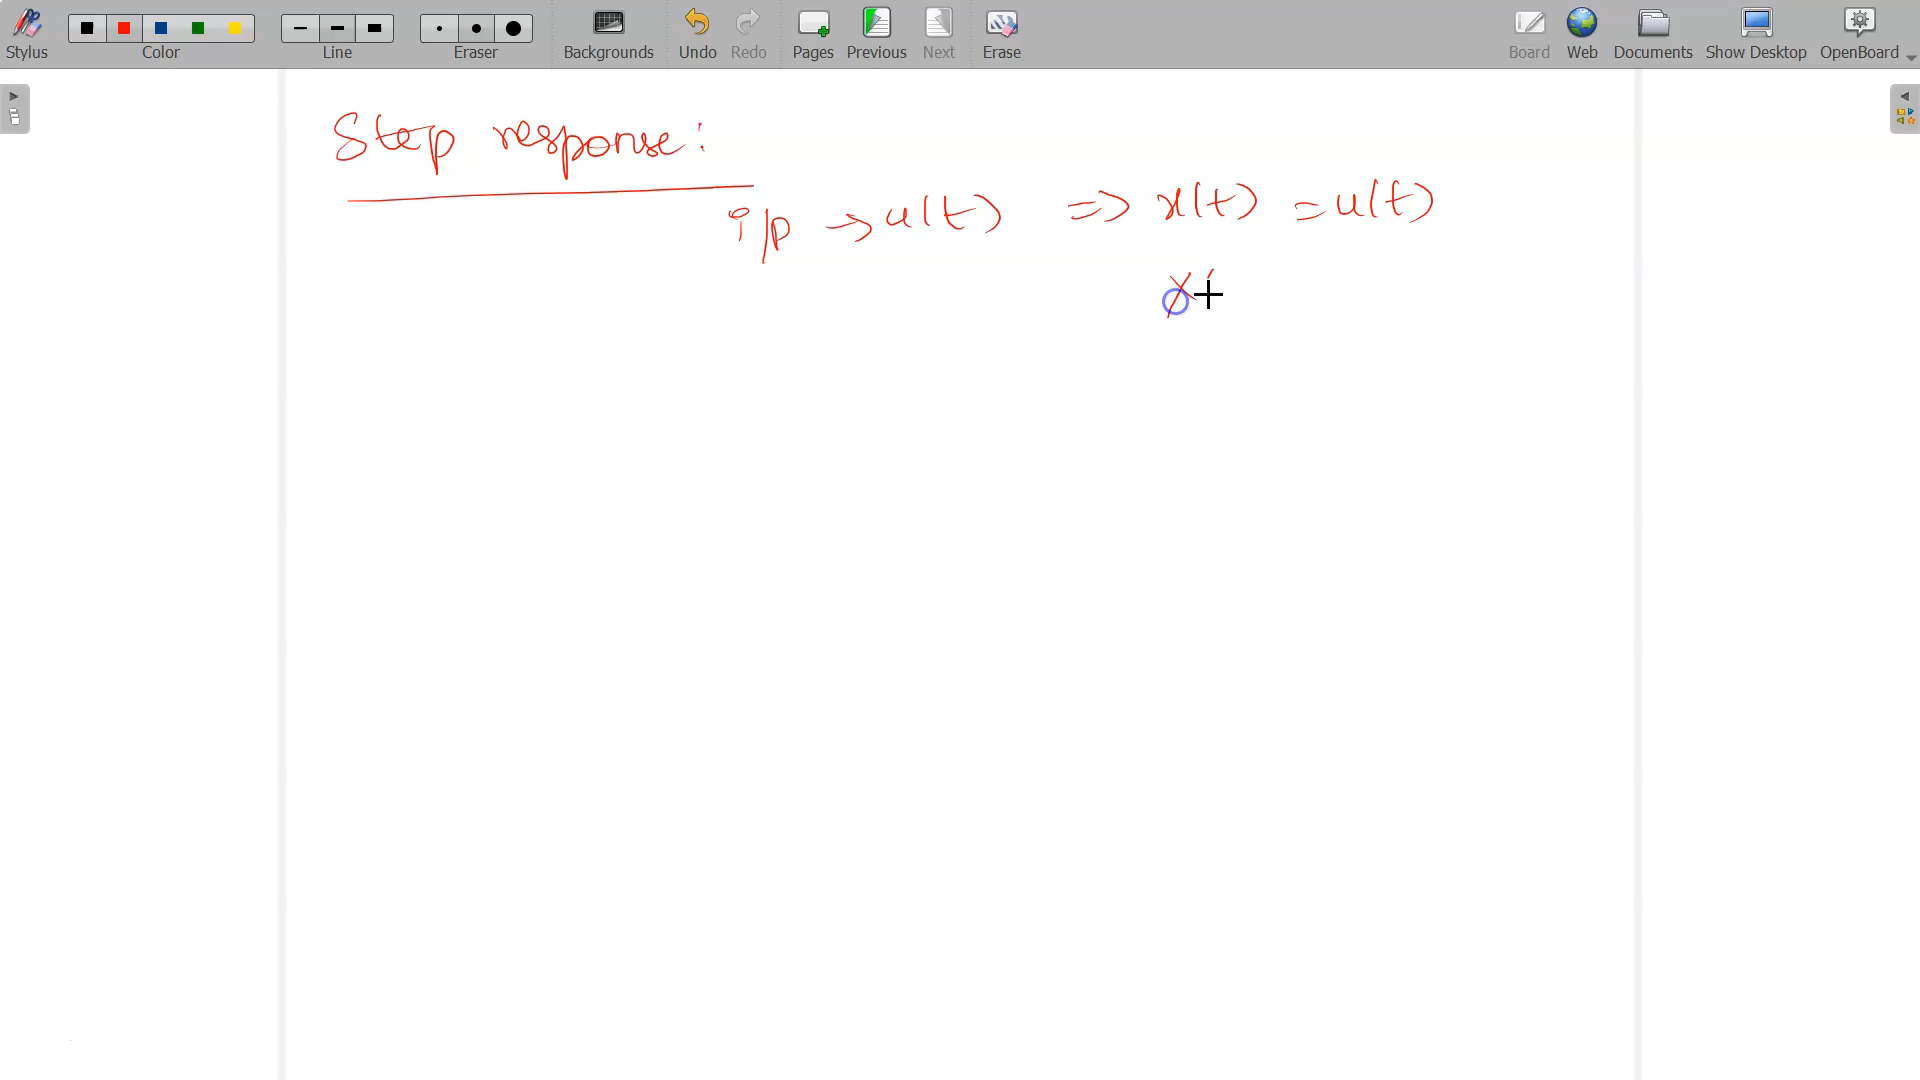 Stylus Color Line Eraser Backgrounds Undo Redo Pages Previous Next Erase Board Web Documents Show Desktop OpenBoard
Step response:
i/p → u(t) => x(t) = u(t)
X(